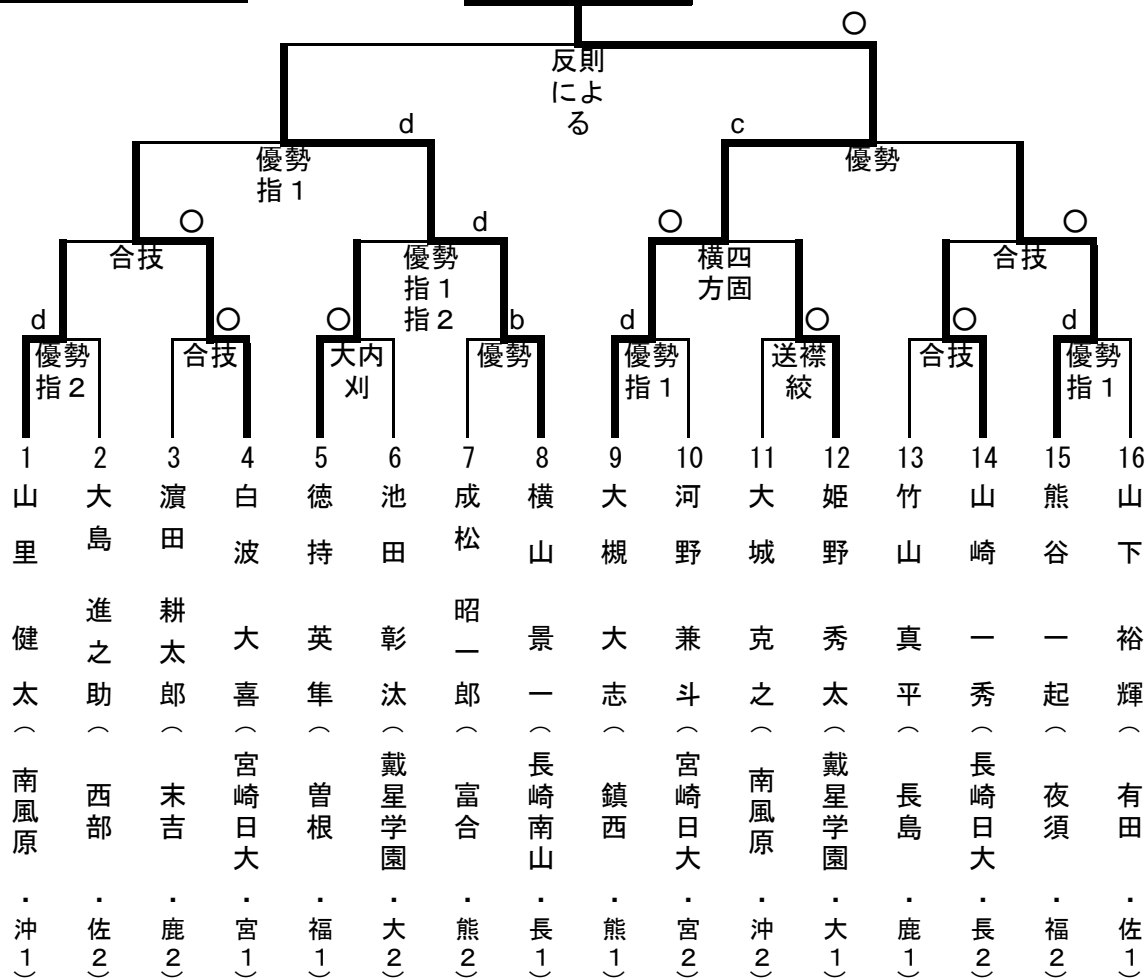 ○
反則
によ
る
d
c
優勢
指1
優勢
○
d
○
○
合技
優勢
指1
指2
横四
方固
合技
d
○
○
b
d
○
○
d
優勢
指2
合技
大内
刈
優勢
優勢
指1
送襟
絞
合技
優勢
指1
1 山里 健太(南風原・沖1)
2 大島 進之助(西部・佐2)
3 濵田 耕太郎(末吉・鹿2)
4 白波 大喜(宮崎日大・宮1)
5 徳持 英隼(曽根・福1)
6 池田 彰汰(戴星学園・大2)
7 成松 昭一郎(富合・熊2)
8 横山 景一(長崎南山・長1)
9 大槻 大志(鎮西・熊1)
10 河野 兼斗(宮崎日大・宮2)
11 大城 克之(南風原・沖2)
12 姫野 秀太(戴星学園・大1)
13 竹山 真平(長島・鹿1)
14 山崎 一秀(長崎日大・長2)
15 熊谷 一起(夜須・福2)
16 山下 裕輝(有田・佐1)